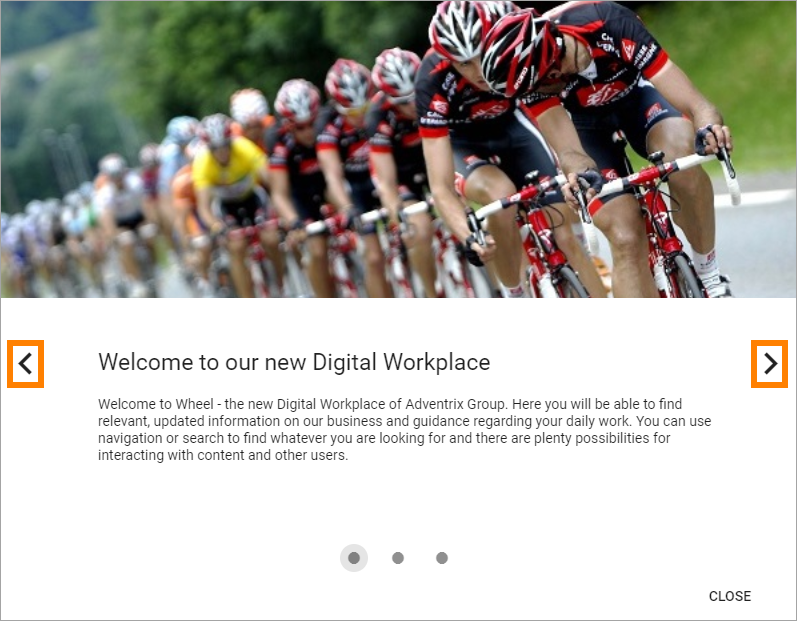 Welcome to our new Digital Workplace
Welcome to Wheel - the new Digital Workplace of Adventrix Group. Here you will be able to find
relevant, updated information on our business and guidance regarding your daily work. You can use
navigation or search to find whatever you are looking for and there are plenty possibilities for
interacting with content and other users.
CLOSE